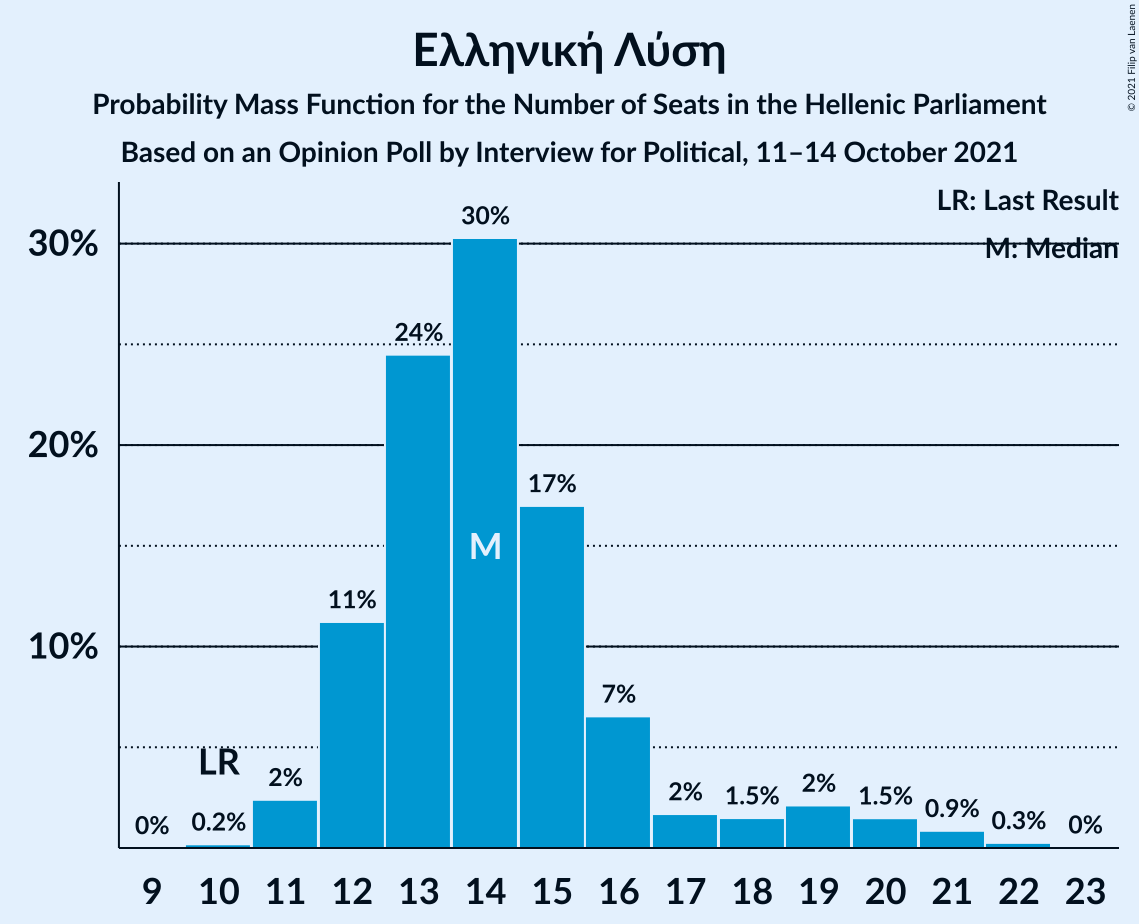 Ελληνική Λύση
Probability Mass Function for the Number of Seats in the Hellenic Parliament
Based on an Opinion Poll by Interview for Political, 11–14 October 2021
© 2021 Filip van Laenen
LR: Last Result
M: Median
30%
20%
10%
0%
0.2%
2%
11%
24%
30%
17%
7%
2%
1.5%
2%
1.5%
0.9%
0.3%
0%
LR
M
9 10 11 12 13 14 15 16 17 18 19 20 21 22 23